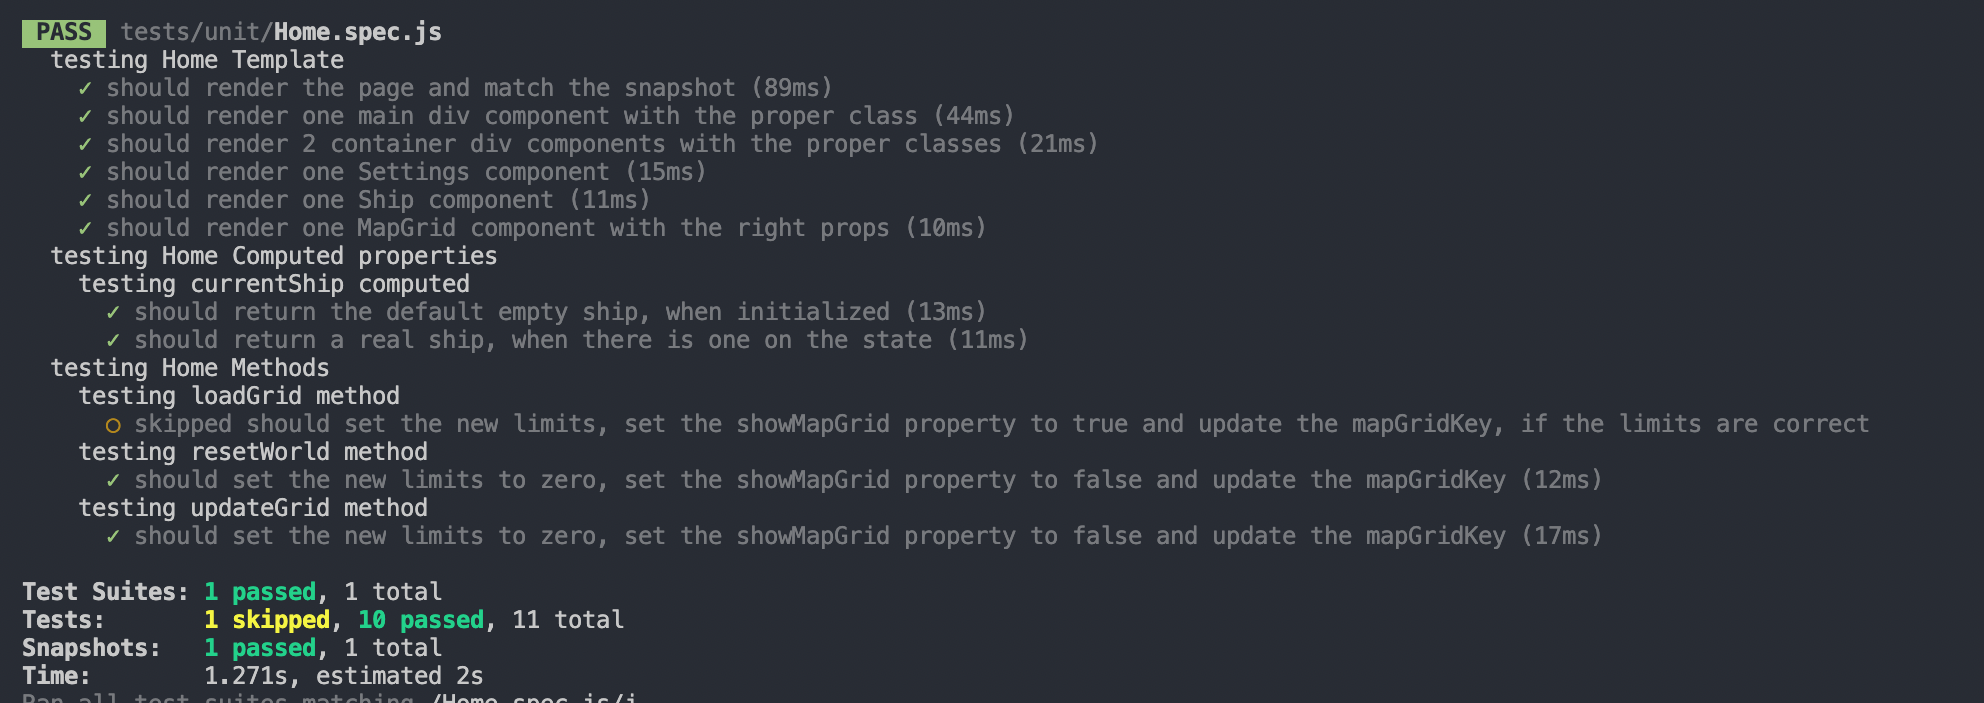 PASS tests/unit/Home.spec.js
testing Home Template
✓ should render the page and match the snapshot (89ms)
✓ should render one main div component with the proper class (44ms)
✓ should render 2 container div components with the proper classes (21ms)
✓ should render one Settings component (15ms)
✓ should render one Ship component (11ms)
✓ should render one MapGrid component with the right props (10ms)
testing Home Computed properties
testing currentShip computed
✓ should return the default empty ship, when initialized (13ms)
✓ should return a real ship, when there is one on the state (11ms)
testing Home Methods
testing loadGrid method
○ skipped should set the new limits, set the showMapGrid property to true and update the mapGridKey, if the limits are correct
testing resetWorld method
✓ should set the new limits to zero, set the showMapGrid property to false and update the mapGridKey (12ms)
testing updateGrid method
✓ should set the new limits to zero, set the showMapGrid property to false and update the mapGridKey (17ms)
Test Suites: 1 passed, 1 total
Tests: 1 skipped, 10 passed, 11 total
Snapshots: 1 passed, 1 total
Time: 1.271s, estimated 2s
Ran all test suites matching /Home.spec.js/i.